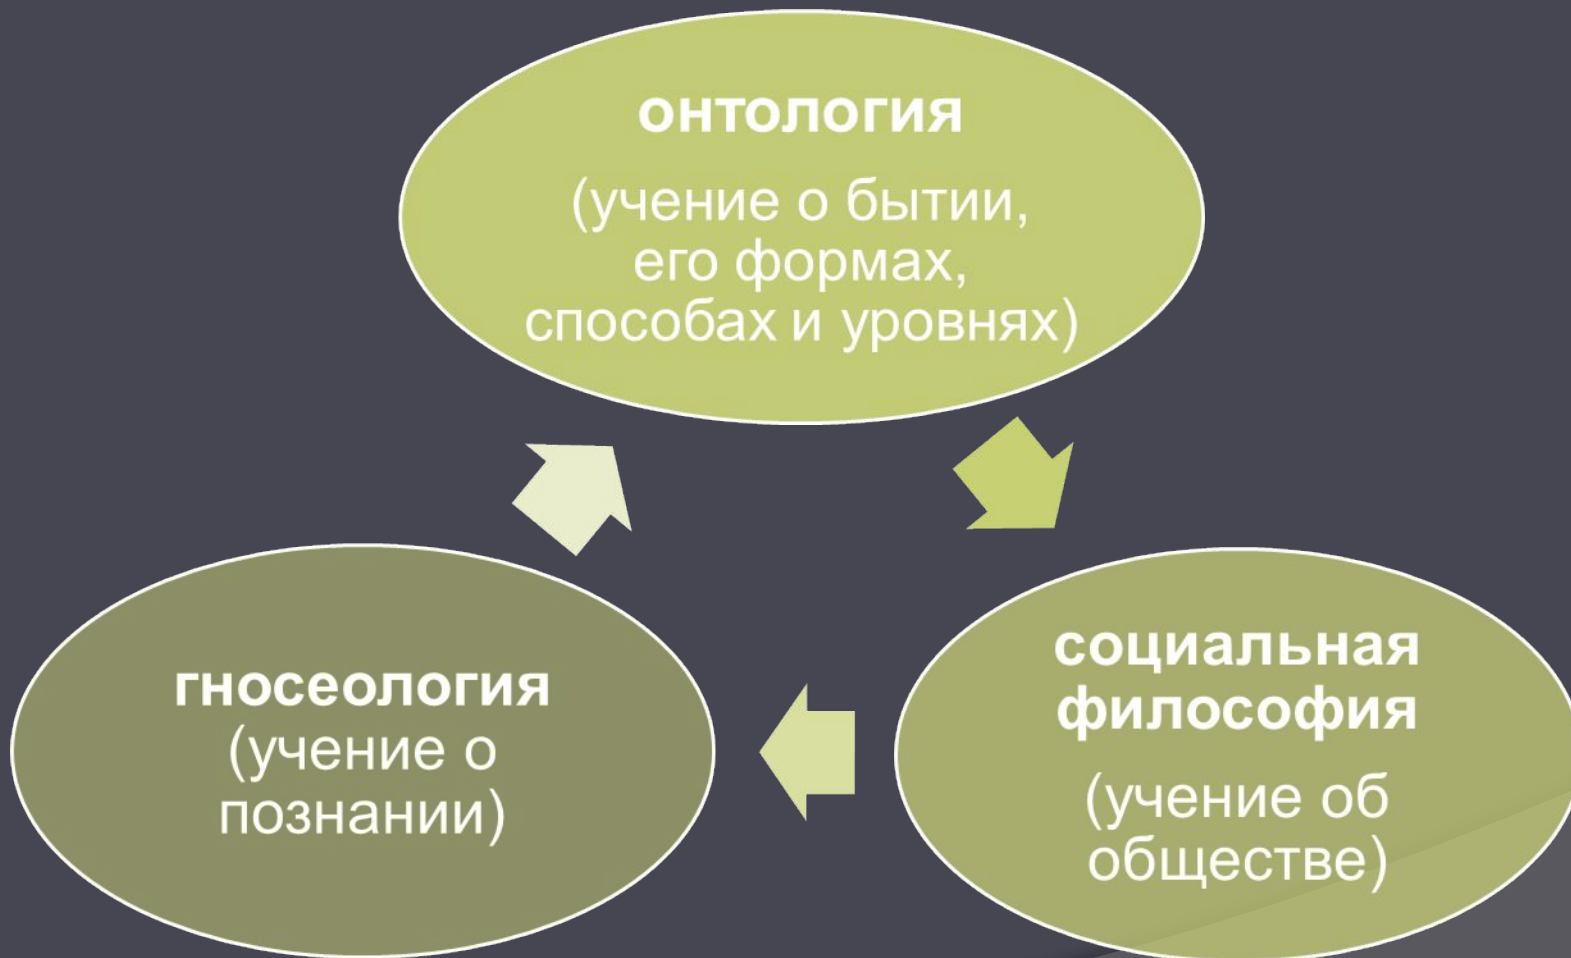 онтология
(учение о бытии,
его формах,
способах и уровнях)
социальная
философия
(учение об
обществе)
гносеология
(учение о
познании)